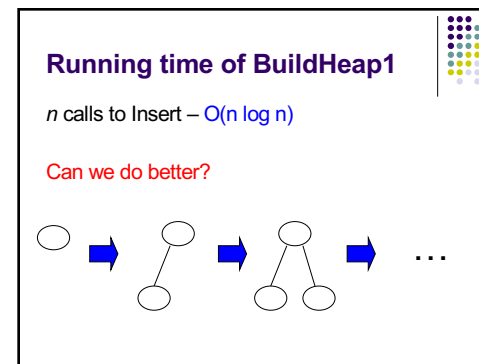 Running time of BuildHeap1
n calls to Insert – O(n log n)
Can we do better?
...